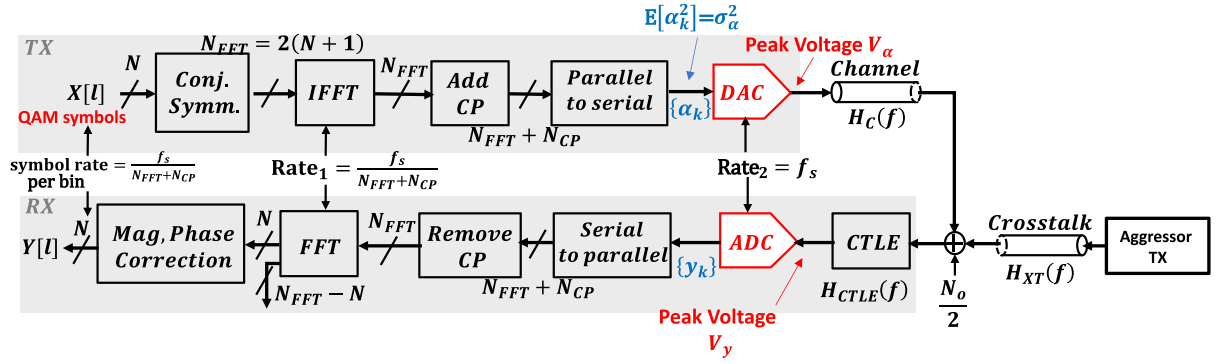 E[α_k^2]=σ_α^2
TX
N_FFT = 2(N + 1)
Peak Voltage V_α
N
X[l]
QAM symbols
Conj.
Symm.
IFFT
N_FFT
Add
CP
N_FFT + N_CP
Parallel
to serial
{α_k}
DAC
Channel
H_C(f)
symbol rate = f_s / (N_FFT+N_CP)
per bin
Rate_1 = f_s / (N_FFT+N_CP)
Rate_2 = f_s
RX
N
Y[l]
Mag, Phase
Correction
N
FFT
N_FFT
N_FFT − N
Remove
CP
N_FFT + N_CP
Serial
to parallel
{y_k}
ADC
CTLE
H_CTLE(f)
Peak Voltage
V_y
N_o
2
Crosstalk
H_XT(f)
Aggressor
TX